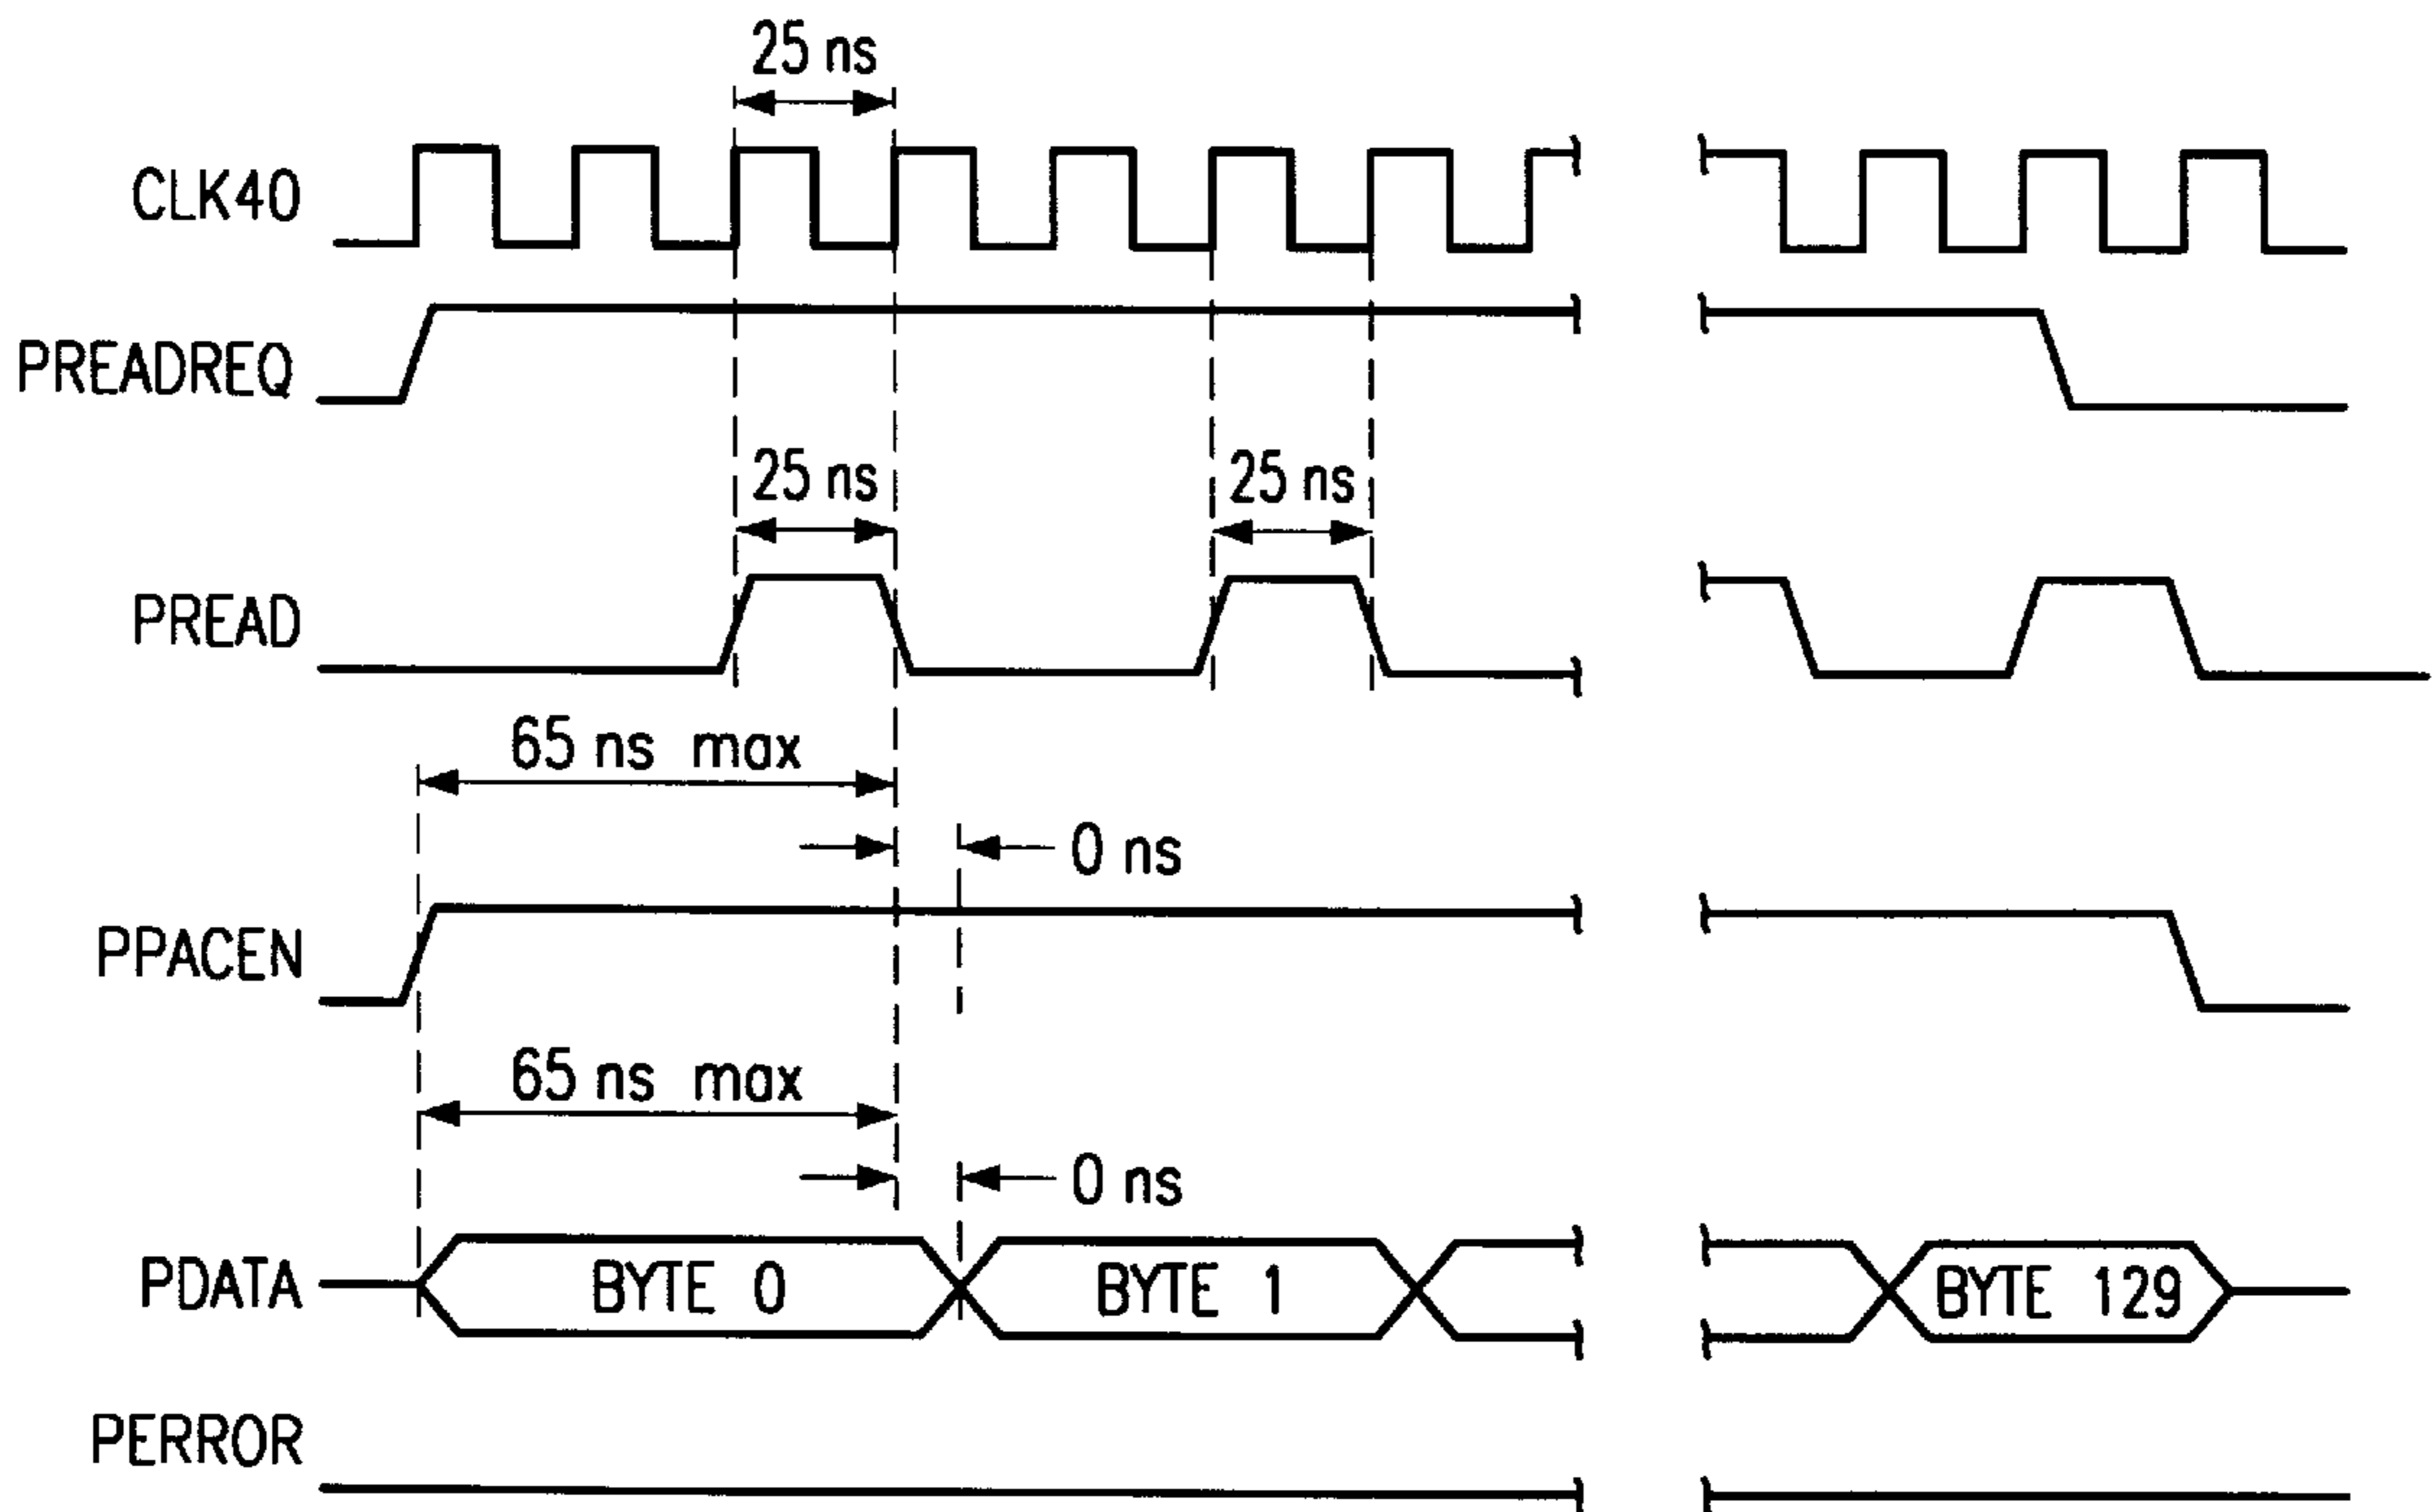 25 ns
CLK40
PREADREQ
25 ns 25 ns
PREAD
65 ns max
0 ns
PPACEN
65 ns max
0 ns
PDATA BYTE 0 BYTE 1 BYTE 129
PERROR